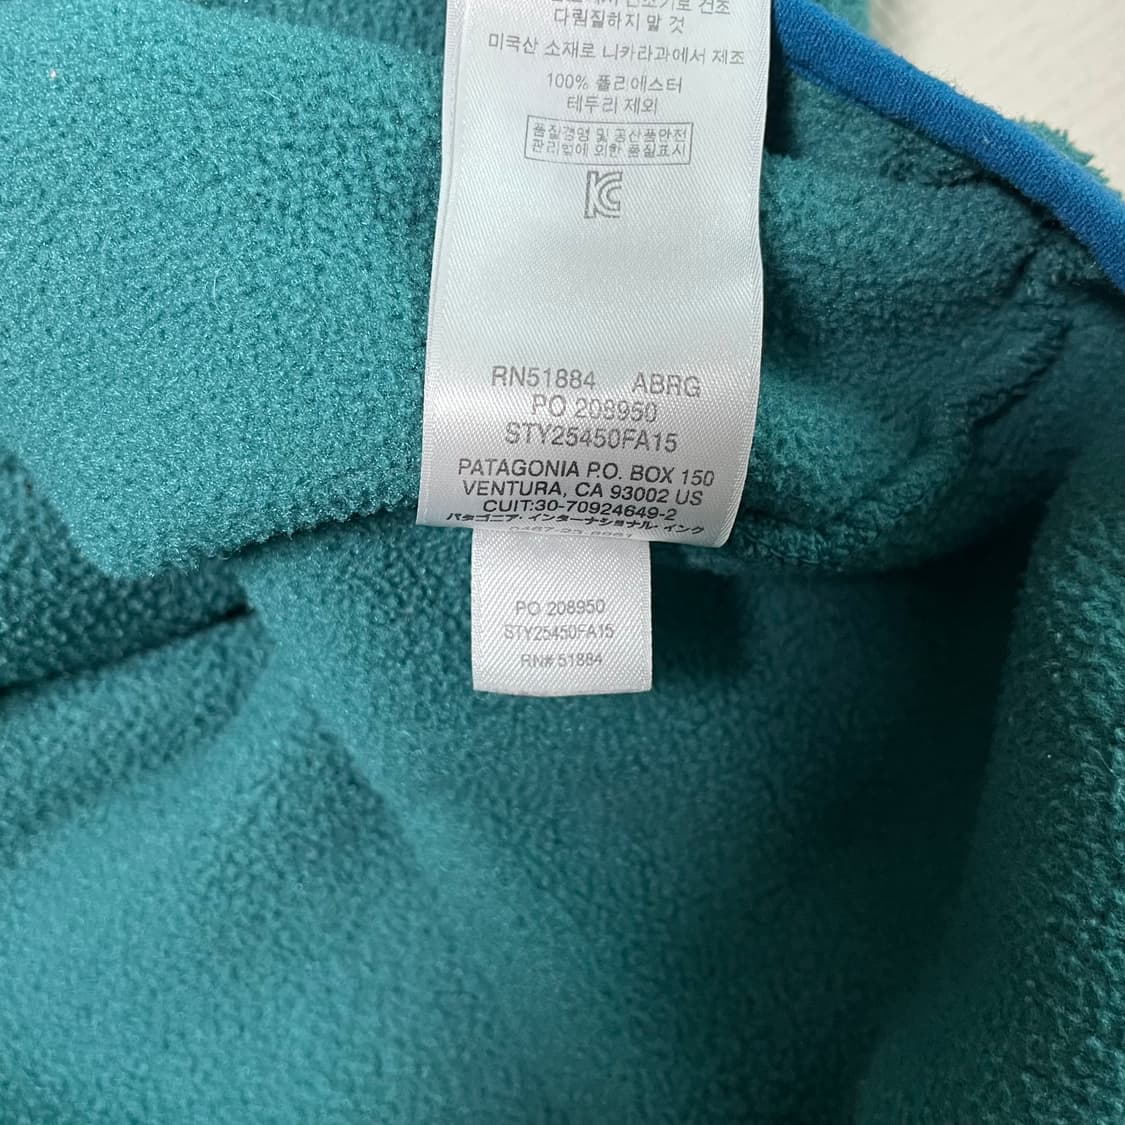 다림질하지 말 것
미국산 소재로 니카라과에서 제조
100% 폴리에스터
테두리 제외
품질경영 및 공산품안전
관리법에 의한 품질표시
KC
RN51884 ABRG
PO 208950
STY25450FA15
PATAGONIA P.O. BOX 150
VENTURA, CA 93002 US
CUIT:30-70924649-2
パタゴニア・インターナショナル・インク
PO 208950
STY25450FA15
RN# 51884